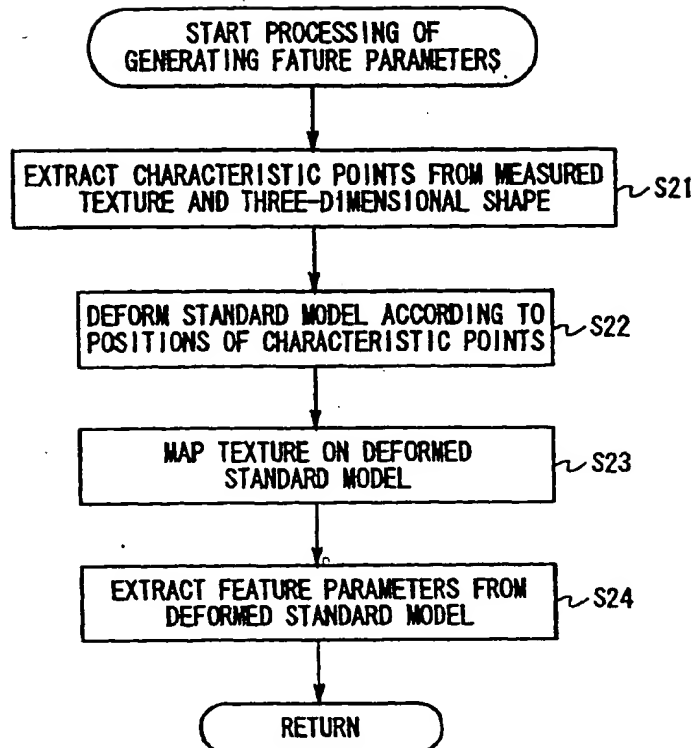 START PROCESSING OF
GENERATING FATURE PARAMETERS
EXTRACT CHARACTERISTIC POINTS FROM MEASURED
TEXTURE AND THREE-DIMENSIONAL SHAPE
S21
DEFORM STANDARD MODEL ACCORDING TO
POSITIONS OF CHARACTERISTIC POINTS
S22
MAP TEXTURE ON DEFORMED
STANDARD MODEL
S23
EXTRACT FEATURE PARAMETERS FROM
DEFORMED STANDARD MODEL
S24
RETURN